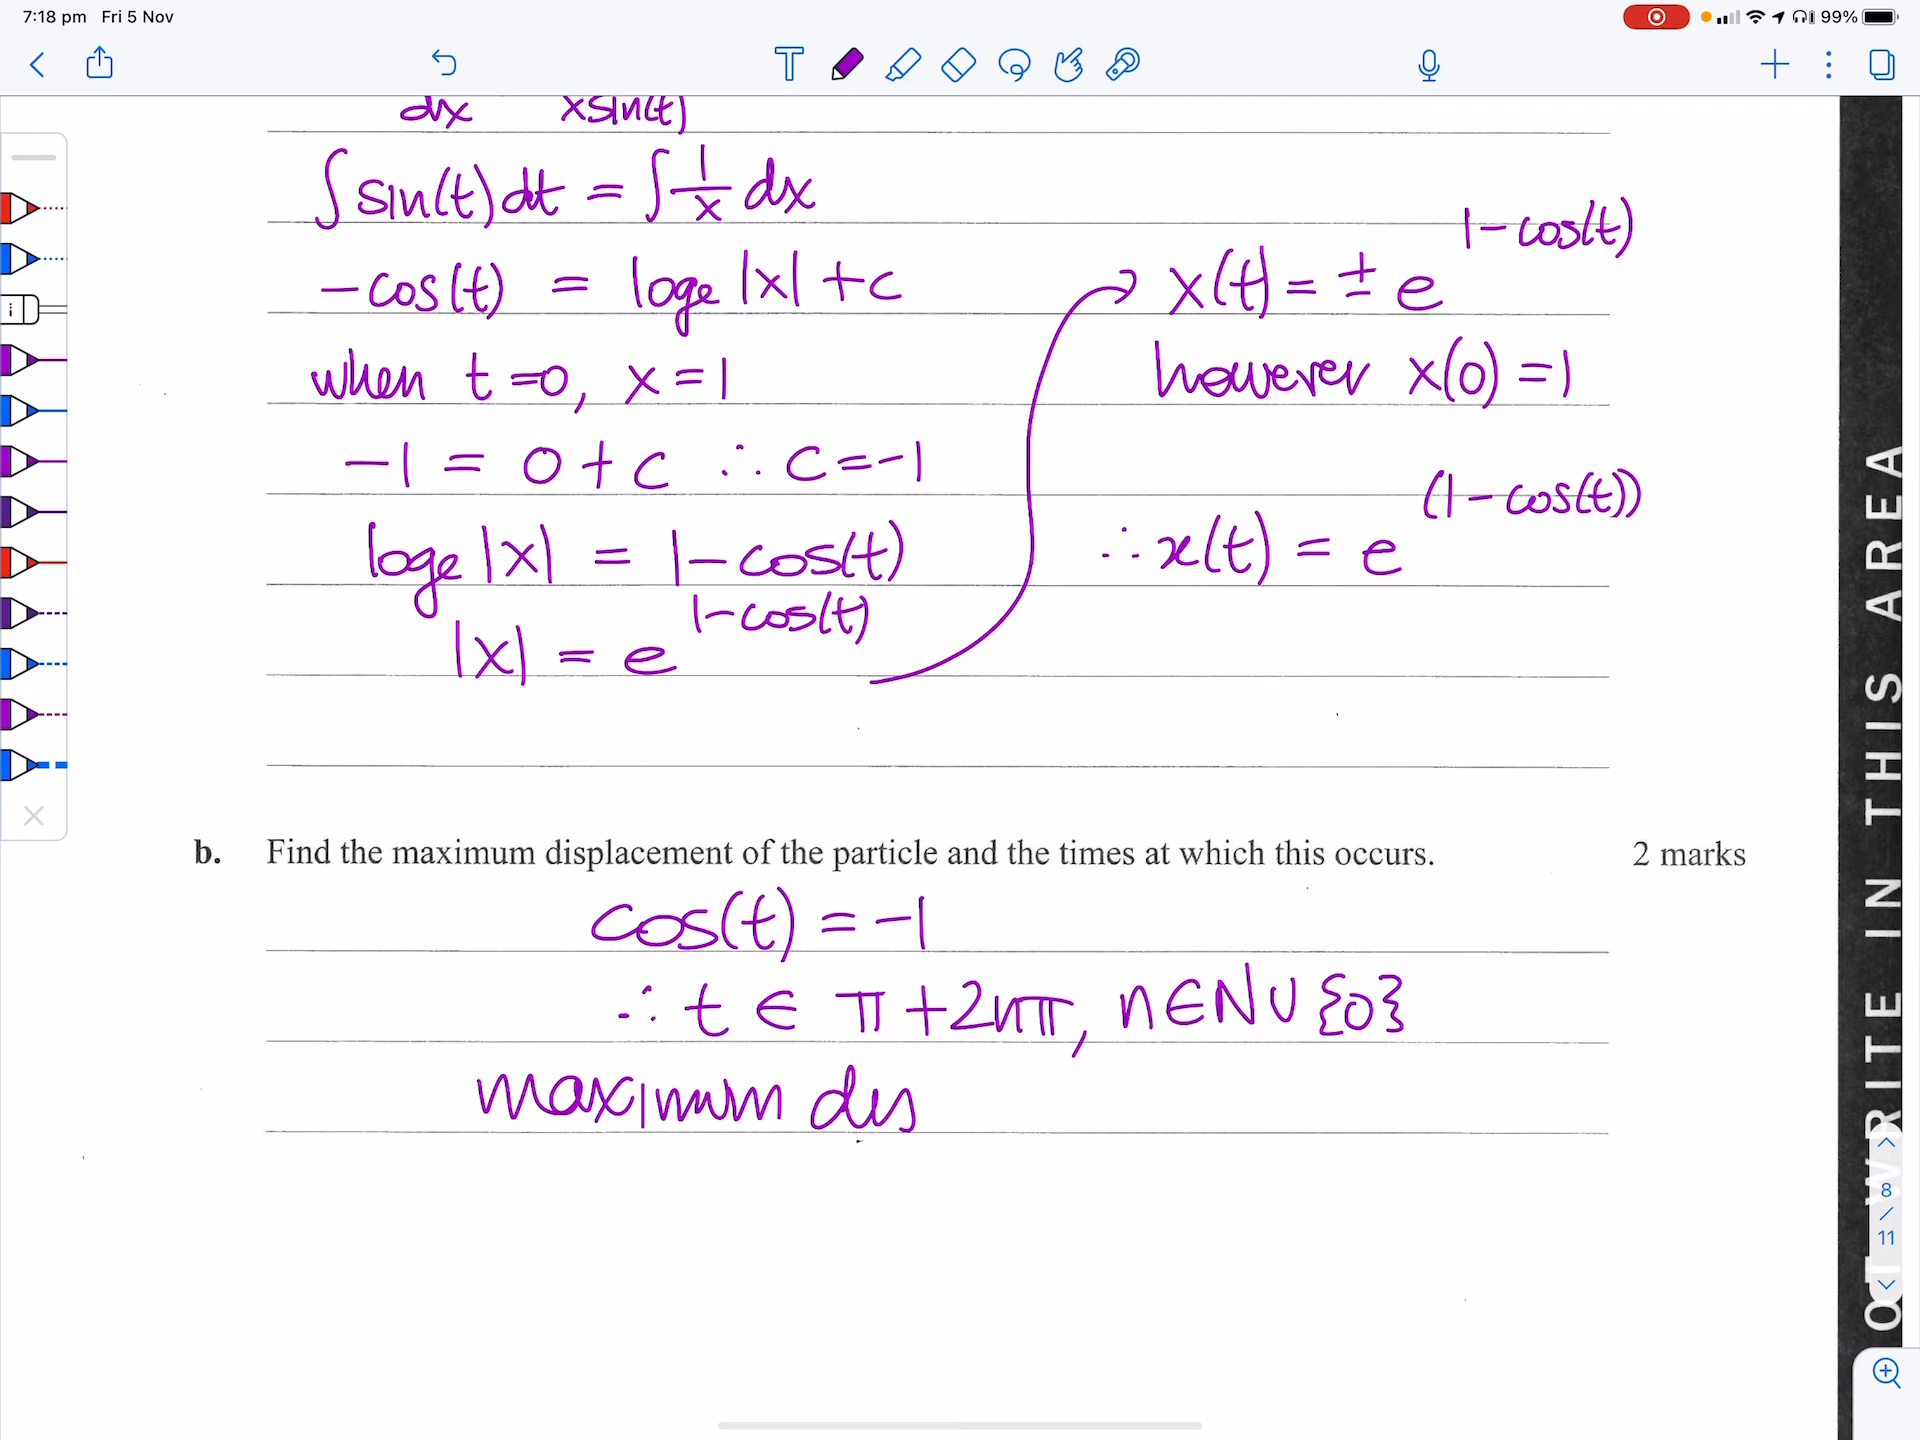 7:18 pm Fri 5 Nov
99%
dx xsin(t)
∫ sin(t) dt = ∫ 1/x dx
-cos(t) = loge |x| + c
when t=0, x=1
-1 = 0 + c ∴ c=-1
loge |x| = 1-cos(t)
|x| = e^1-cos(t)
x(t) = ± e^1-cos(t)
however x(0) = 1
∴ x(t) = e^(1-cos(t))
b. Find the maximum displacement of the particle and the times at which this occurs. 2 marks
cos(t) = -1
∴ t ∈ π + 2nπ, n∈N∪{0}
maximum dis
WRITE IN THIS AREA
8
/
11